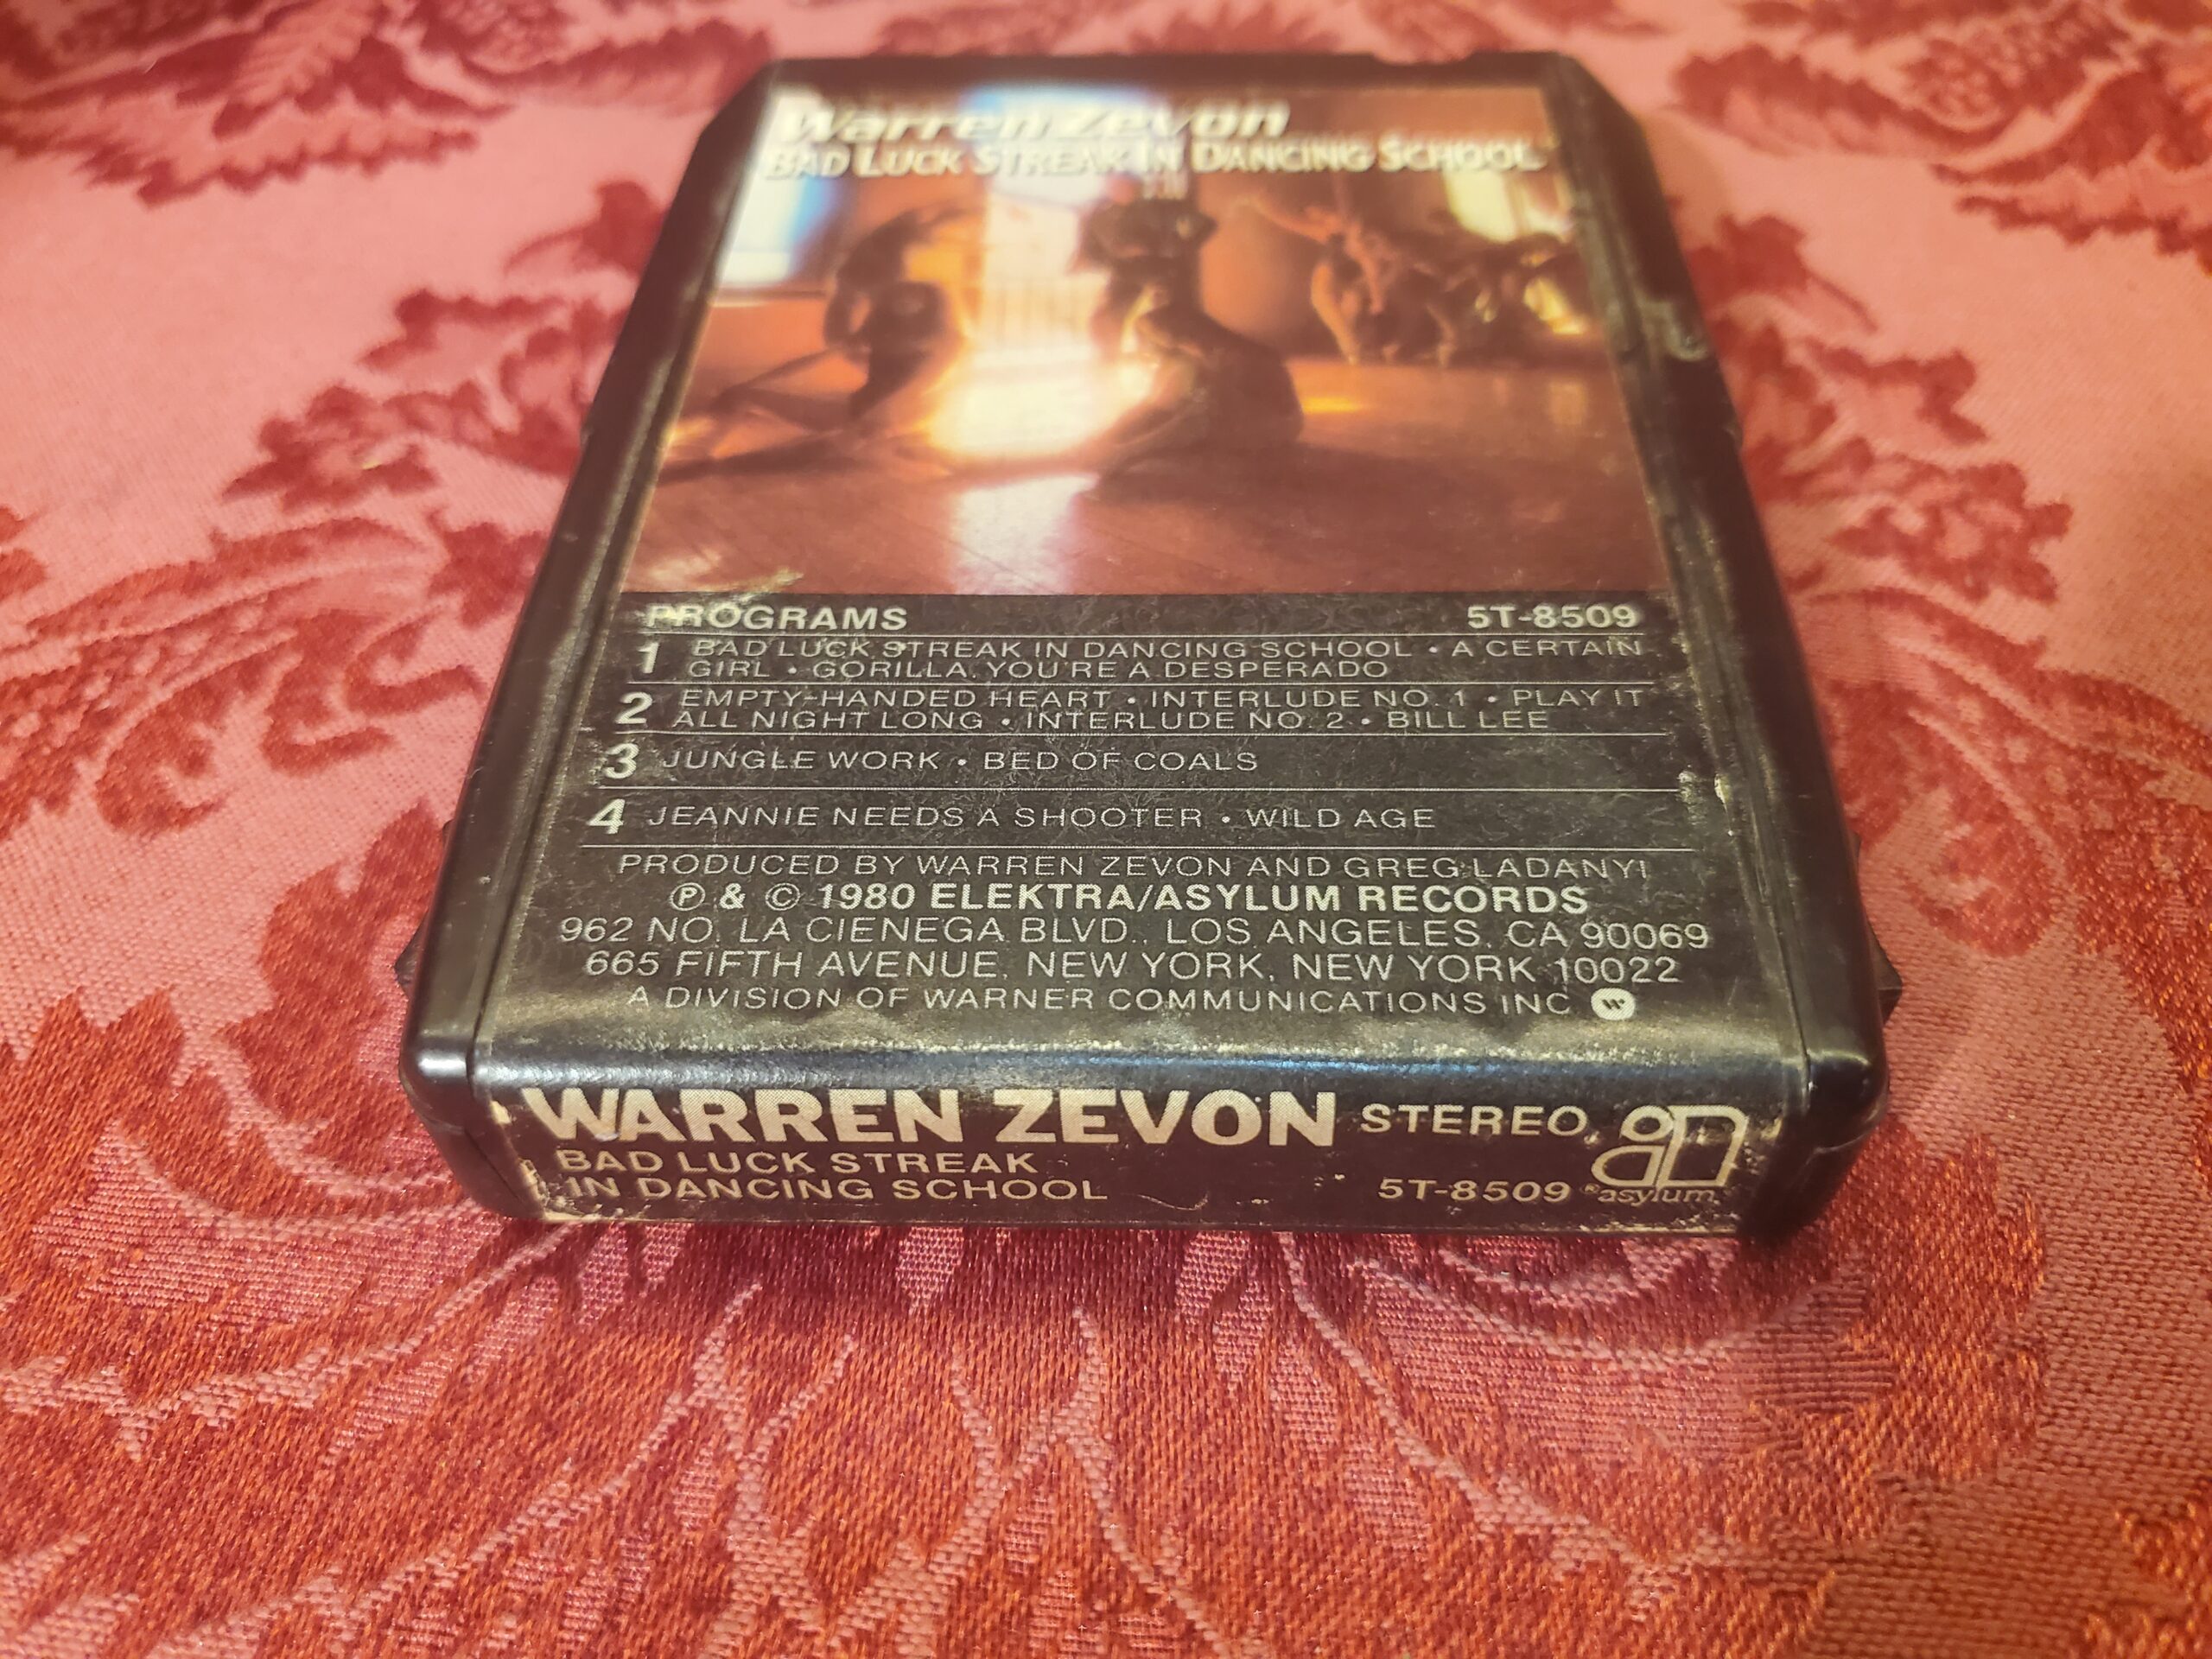 Warren Zevon
BAD LUCK STREAK IN DANCING SCHOOL
PROGRAMS 5T-8509
1 BAD LUCK STREAK IN DANCING SCHOOL • A CERTAIN
GIRL • GORILLA, YOU'RE A DESPERADO
2 EMPTY-HANDED HEART • INTERLUDE NO. 1 • PLAY IT
ALL NIGHT LONG • INTERLUDE NO. 2 • BILL LEE
3 JUNGLE WORK • BED OF COALS
4 JEANNIE NEEDS A SHOOTER • WILD AGE
PRODUCED BY WARREN ZEVON AND GREG LADANYI
℗ & © 1980 ELEKTRA/ASYLUM RECORDS
962 NO. LA CIENEGA BLVD., LOS ANGELES, CA 90069
665 FIFTH AVENUE, NEW YORK, NEW YORK 10022
A DIVISION OF WARNER COMMUNICATIONS INC W
WARREN ZEVON STEREO
BAD LUCK STREAK
IN DANCING SCHOOL 5T-8509 ®asylum